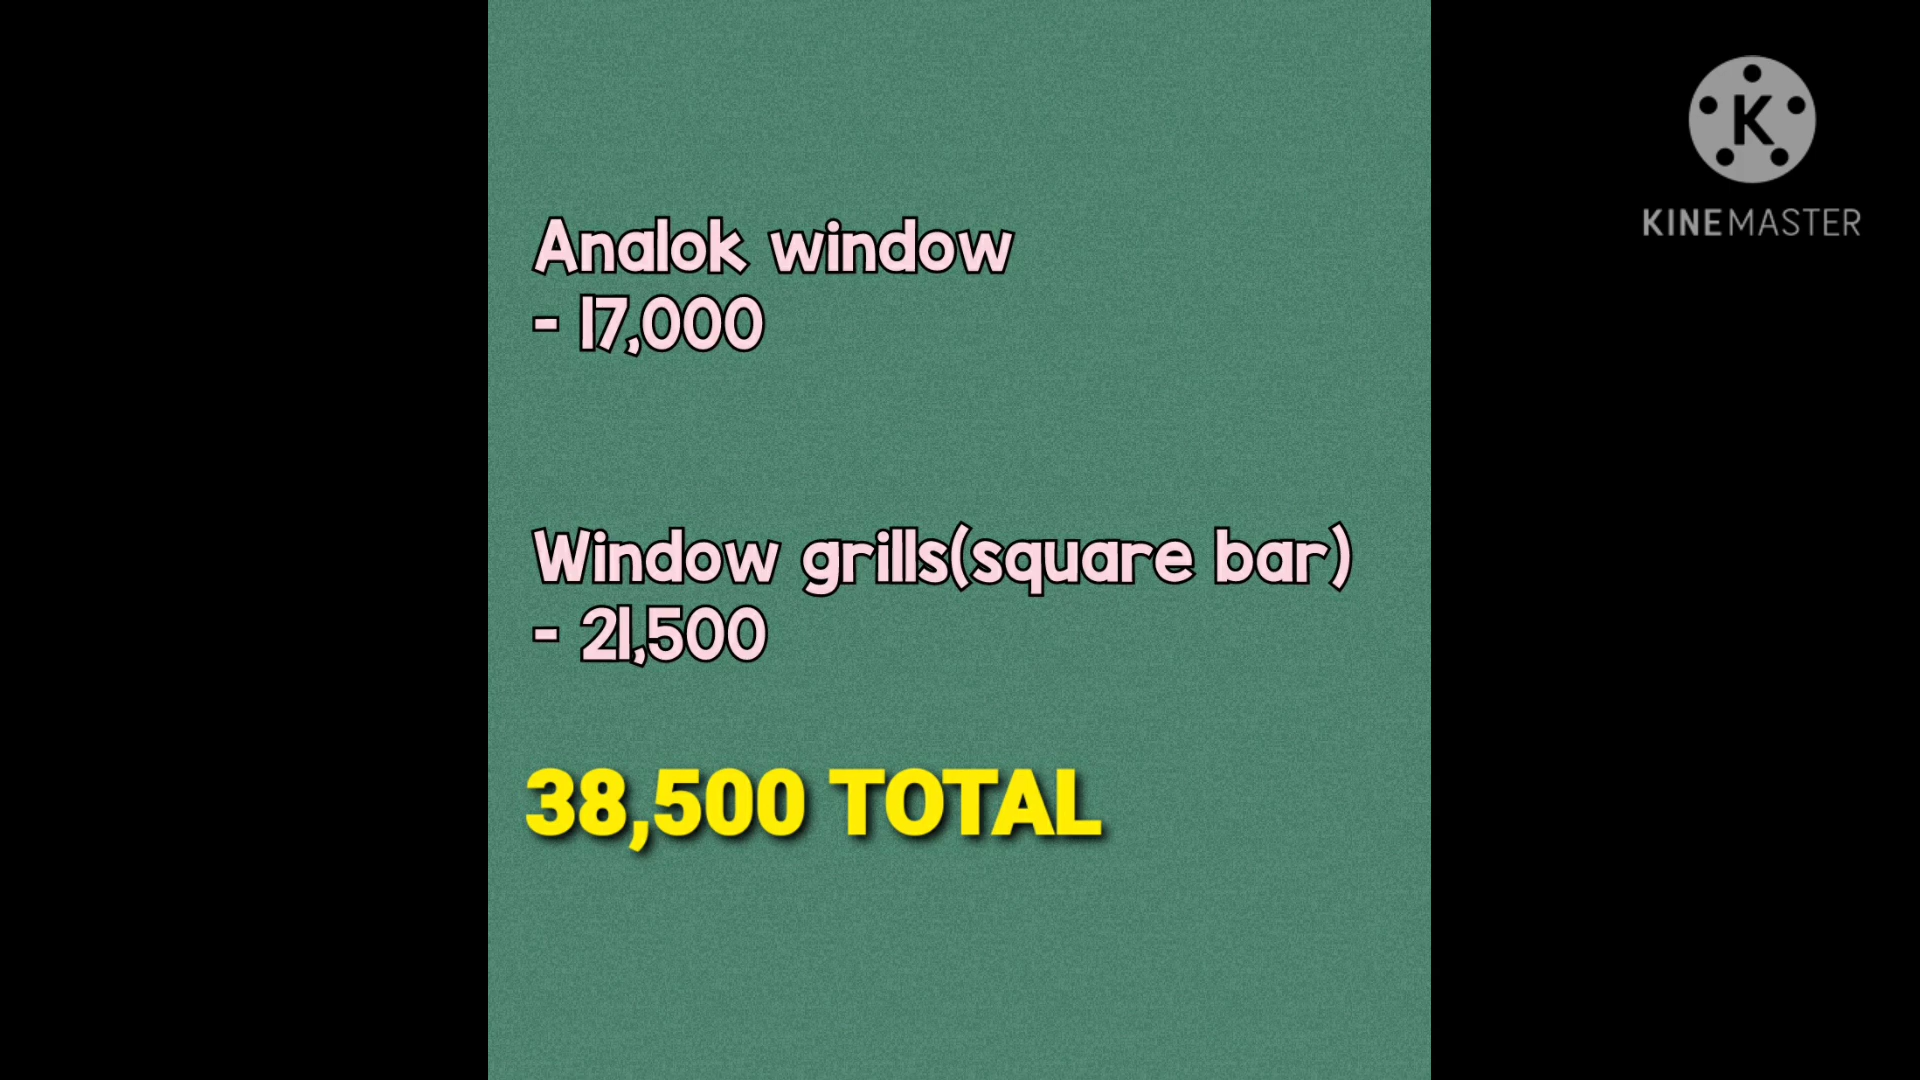 Analok window
- 17,000
Window grills(square bar)
- 21,500
38,500 TOTAL
K
KINEMASTER